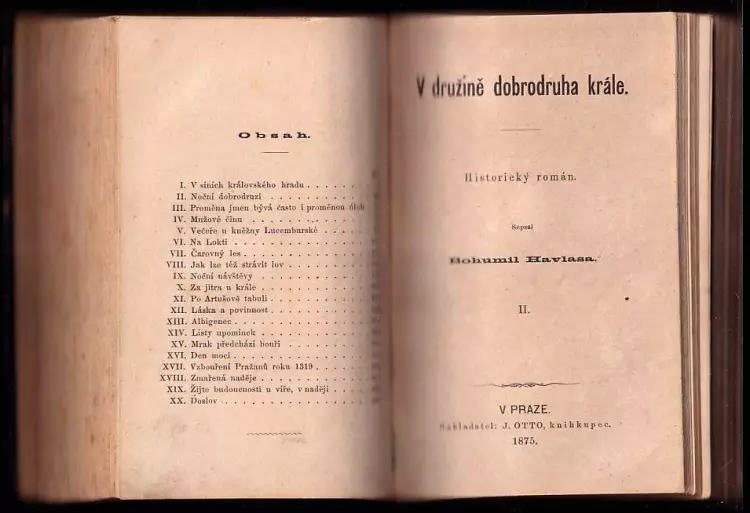 Obsah.
I. V síních královského hradu . . . . . . .
II. Noční dobrodruzi . . . . . . . . . . .
III. Proměna jmen bývá často i proměnou
IV. Mužové činu . . . . . . . . . . . . .
V. Večeře u kněžny Lucemburské . . . . .
VI. Na Lokti . . . . . . . . . . . . . .
VII. Čarovný les . . . . . . . . . . . . .
VIII. Jak lze též strávit lov . . . . . . . . .
IX. Noční návštěvy . . . . . . . . . . . .
X. Za jitra u krále . . . . . . . . . . . .
XI. Po Artušově tabuli . . . . . . . . . .
XII. Láska a povinnost . . . . . . . . . .
XIII. Albigenec . . . . . . . . . . . . . .
XIV. Listy upomínek . . . . . . . . . . .
XV. Mrak předchází bouři . . . . . . . .
XVI. Den moci . . . . . . . . . . . . . .
XVII. Vzbouření Pražanů roku 1319 . . . . .
XVIII. Zmařená naděje . . . . . . . . . . .
XIX. Žijte budoucnosti u víře, v naději . . .
XX. Doslov . . . . . . . . . . . . . . .
V družině dobrodruha krále.
Historický román.
Sepsal
Bohumil Havlasa.
II.
V PRAZE.
Nakladatel: J. OTTO, knihkupec.
1875.